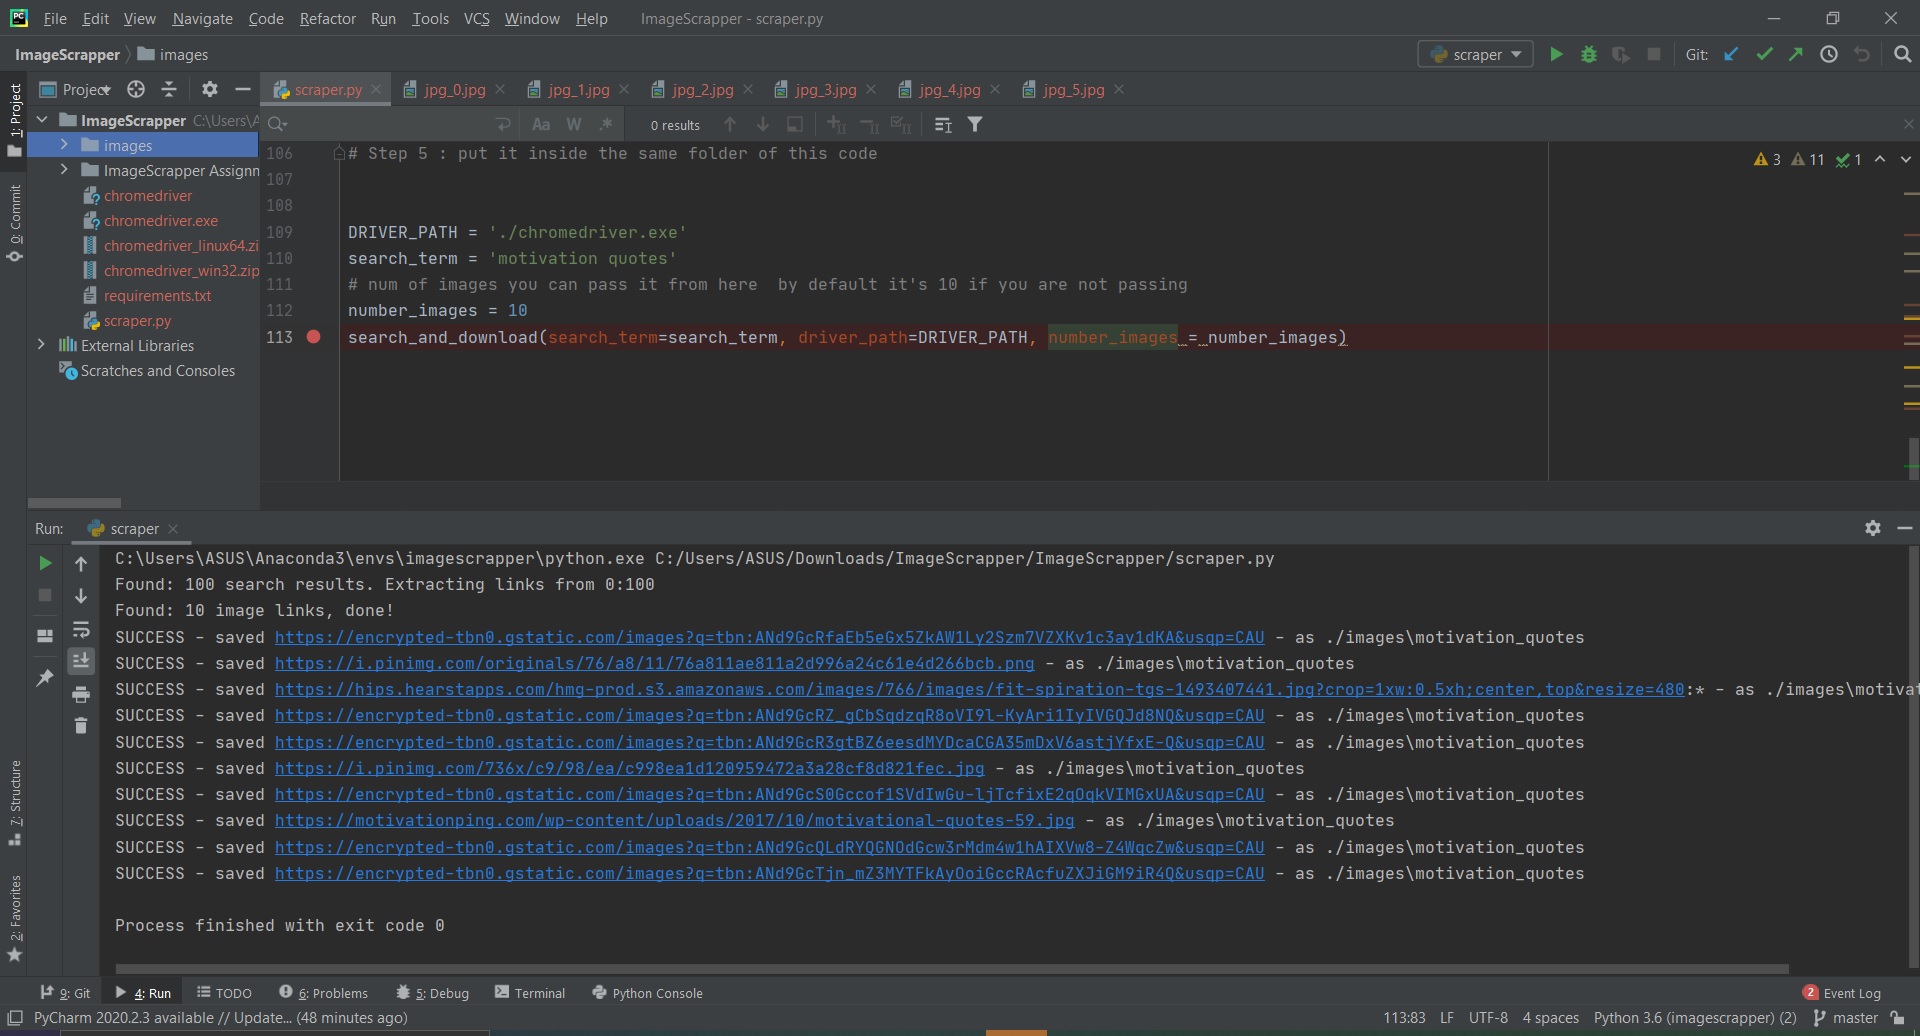 File Edit View Navigate Code Refactor Run Tools VCS Window Help ImageScrapper - scraper.py
ImageScrapper images scraper Git:
1: Project
0: Commit
7: Structure
2: Favorites
Project
scraper.py jpg_0.jpg jpg_1.jpg jpg_2.jpg jpg_3.jpg jpg_4.jpg jpg_5.jpg
ImageScrapper C:\Users\A
images
ImageScrapper Assignn
chromedriver
chromedriver.exe
chromedriver_linux64.zi
chromedriver_win32.zip
requirements.txt
scraper.py
External Libraries
Scratches and Consoles
Aa W .* 0 results
3 11 1
106 # Step 5 : put it inside the same folder of this code
107
108
109 DRIVER_PATH = './chromedriver.exe'
110 search_term = 'motivation quotes'
111 # num of images you can pass it from here  by default it's 10 if you are not passing
112 number_images = 10
113 search_and_download(search_term=search_term, driver_path=DRIVER_PATH, number_images = number_images)
Run: scraper
C:\Users\ASUS\Anaconda3\envs\imagescrapper\python.exe C:/Users/ASUS/Downloads/ImageScrapper/ImageScrapper/scraper.py
Found: 100 search results. Extracting links from 0:100
Found: 10 image links, done!
SUCCESS - saved https://encrypted-tbn0.gstatic.com/images?q=tbn:ANd9GcRfaEb5eGx5ZkAW1Ly2Szm7VZXKv1c3ay1dKA&usqp=CAU - as ./images\motivation_quotes
SUCCESS - saved https://i.pinimg.com/originals/76/a8/11/76a811ae811a2d996a24c61e4d266bcb.png - as ./images\motivation_quotes
SUCCESS - saved https://hips.hearstapps.com/hmg-prod.s3.amazonaws.com/images/766/images/fit-spiration-tgs-1493407441.jpg?crop=1xw:0.5xh;center,top&resize=480:* - as ./images\motivat
SUCCESS - saved https://encrypted-tbn0.gstatic.com/images?q=tbn:ANd9GcRZ_gCbSqdzqR8oVI9l-KyAri1IyIVGQJd8NQ&usqp=CAU - as ./images\motivation_quotes
SUCCESS - saved https://encrypted-tbn0.gstatic.com/images?q=tbn:ANd9GcR3gtBZ6eesdMYDcaCGA35mDxV6astjYfxE-Q&usqp=CAU - as ./images\motivation_quotes
SUCCESS - saved https://i.pinimg.com/736x/c9/98/ea/c998ea1d120959472a3a28cf8d821fec.jpg - as ./images\motivation_quotes
SUCCESS - saved https://encrypted-tbn0.gstatic.com/images?q=tbn:ANd9GcS0Gccof1SVdIwGu-ljTcfixE2qOqkVIMGxUA&usqp=CAU - as ./images\motivation_quotes
SUCCESS - saved https://motivationping.com/wp-content/uploads/2017/10/motivational-quotes-59.jpg - as ./images\motivation_quotes
SUCCESS - saved https://encrypted-tbn0.gstatic.com/images?q=tbn:ANd9GcQLdRYQGNOdGcw3rMdm4w1hAIXVw8-Z4WqcZw&usqp=CAU - as ./images\motivation_quotes
SUCCESS - saved https://encrypted-tbn0.gstatic.com/images?q=tbn:ANd9GcTjn_mZ3MYTFkAyOoiGccRAcfuZXJiGM9iR4Q&usqp=CAU - as ./images\motivation_quotes
Process finished with exit code 0
9: Git 4: Run TODO 6: Problems 5: Debug Terminal Python Console 2 Event Log
PyCharm 2020.2.3 available // Update... (48 minutes ago) 113:83 LF UTF-8 4 spaces Python 3.6 (imagescrapper) (2) master